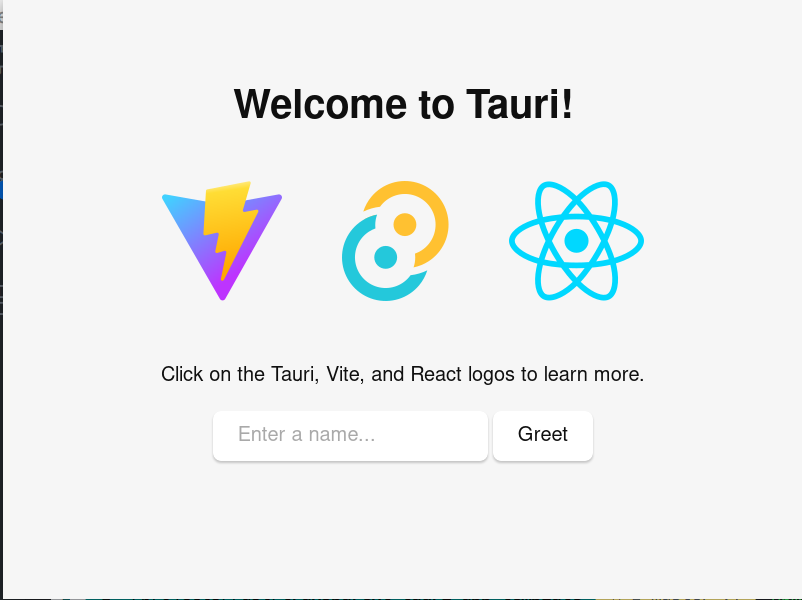 Welcome to Tauri!
Click on the Tauri, Vite, and React logos to learn more.
Enter a name...
Greet